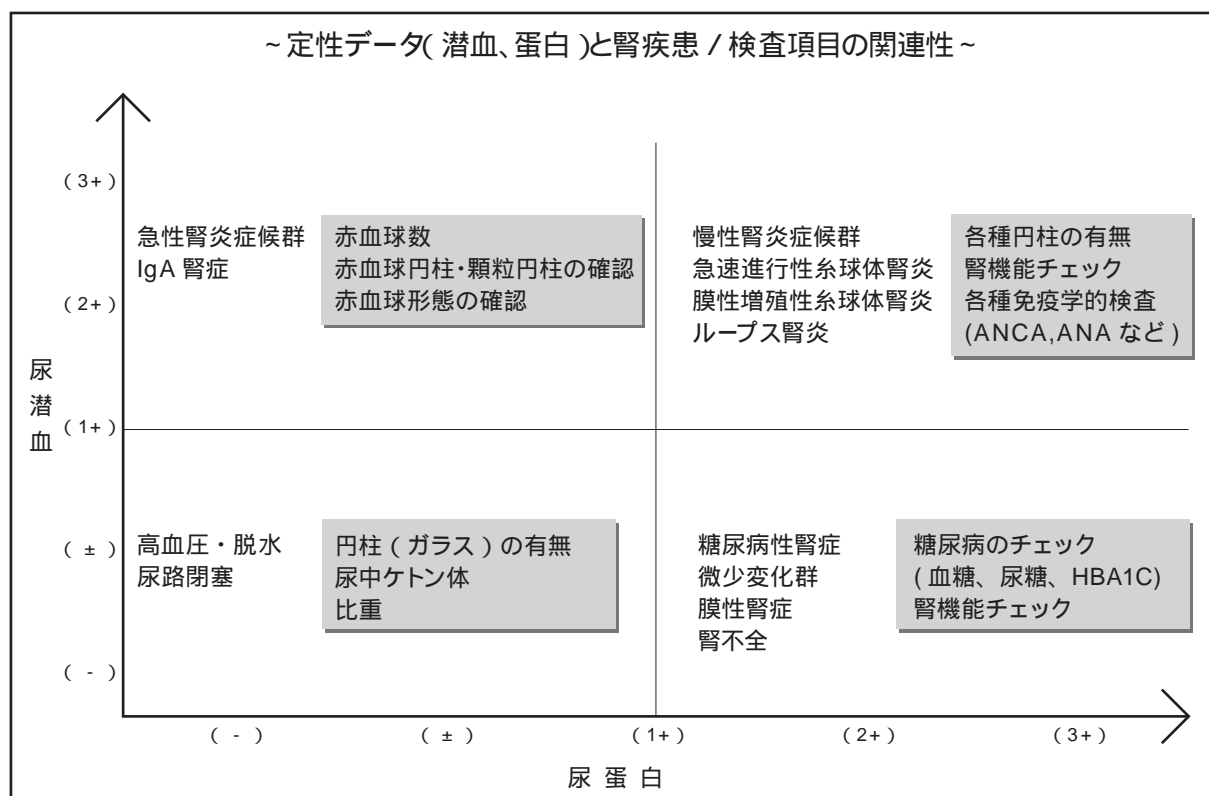 ~定性データ(潜血、蛋白)と腎疾患/検査項目の関連性~
(3+)
急性腎炎症候群
IgA 腎症
赤血球数
赤血球円柱・顆粒円柱の確認
赤血球形態の確認
慢性腎炎症候群
急速進行性糸球体腎炎
膜性増殖性糸球体腎炎
ループス腎炎
各種円柱の有無
腎機能チェック
各種免疫学的検査
(ANCA,ANA など)
(2+)
尿潜血
(1+)
(±)
高血圧・脱水
尿路閉塞
円柱(ガラス)の有無
尿中ケトン体
比重
糖尿病性腎症
微少変化群
膜性腎症
腎不全
糖尿病のチェック
(血糖、尿糖、HBA1C)
腎機能チェック
(-)
(-) (±) (1+) (2+) (3+)
尿蛋白